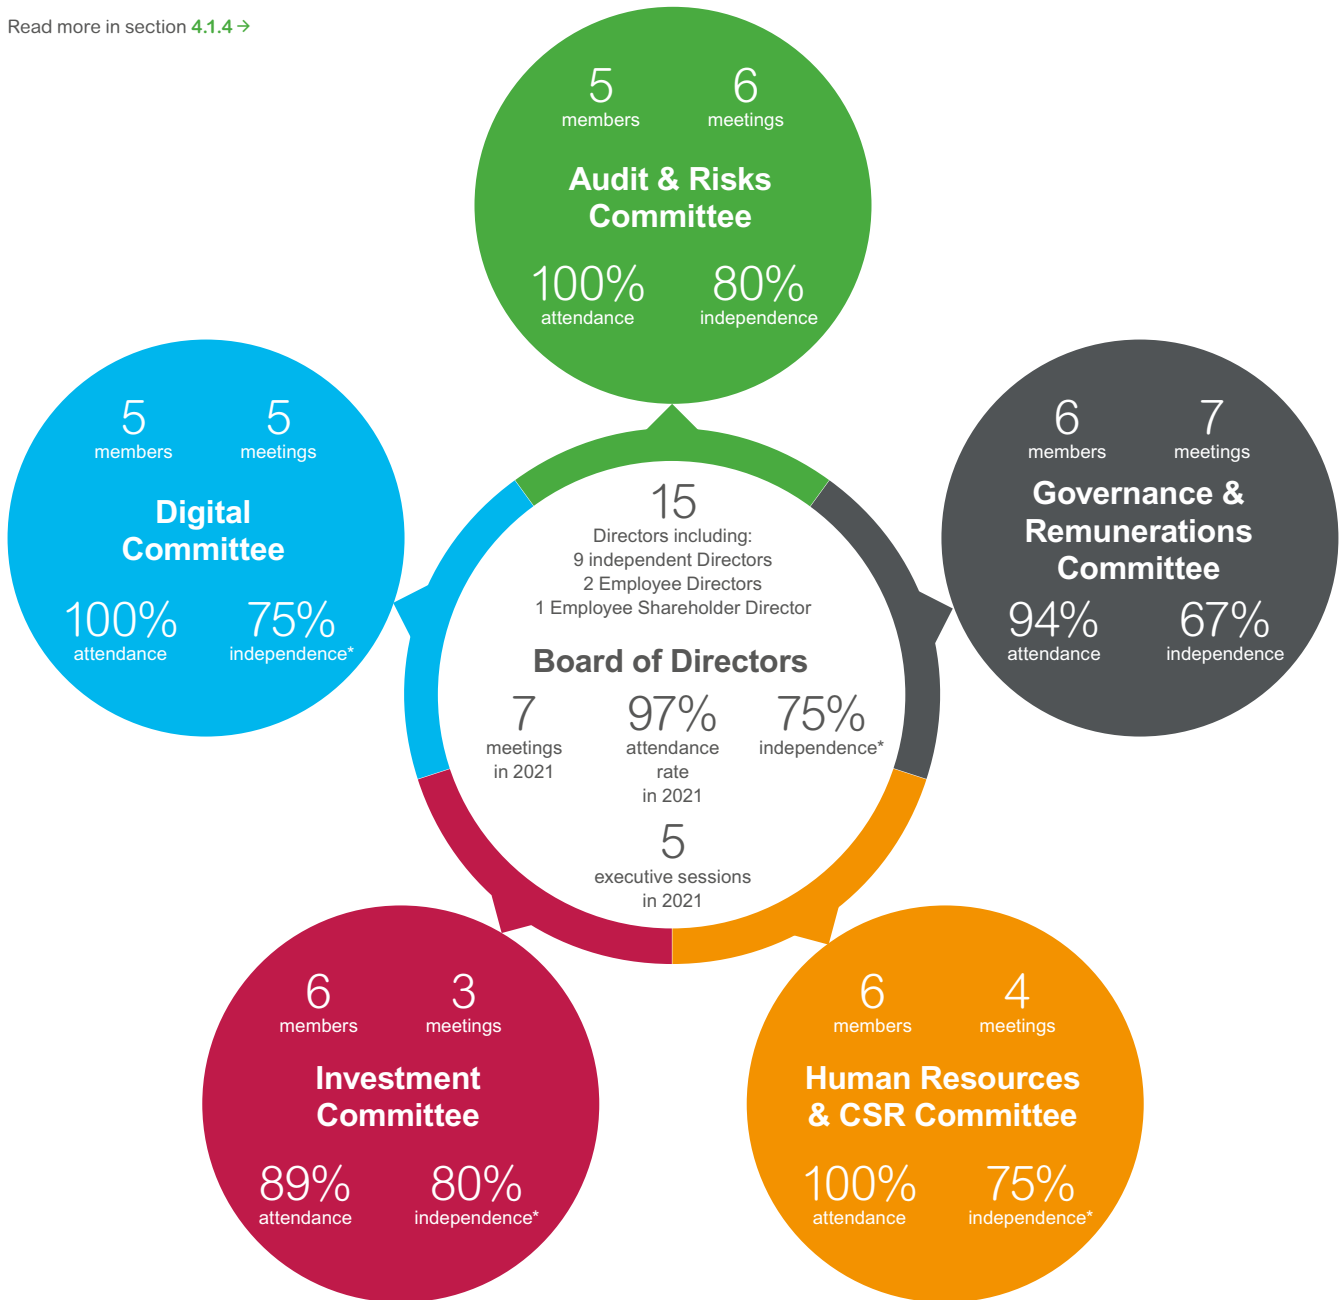 Read more in section 4.1.4 →
5 6
members meetings
Audit & Risks
Committee
100% 80%
attendance independence
5 5
members meetings
Digital
Committee
100% 75%
attendance independence*
6 7
members meetings
Governance &
Remunerations
Committee
94% 67%
attendance independence
15
Directors including:
9 independent Directors
2 Employee Directors
1 Employee Shareholder Director
Board of Directors
7 97% 75%
meetings attendance independence*
in 2021 rate
in 2021
5
executive sessions
in 2021
6 3
members meetings
Investment
Committee
89% 80%
attendance independence*
6 4
members meetings
Human Resources
& CSR Committee
100% 75%
attendance independence*